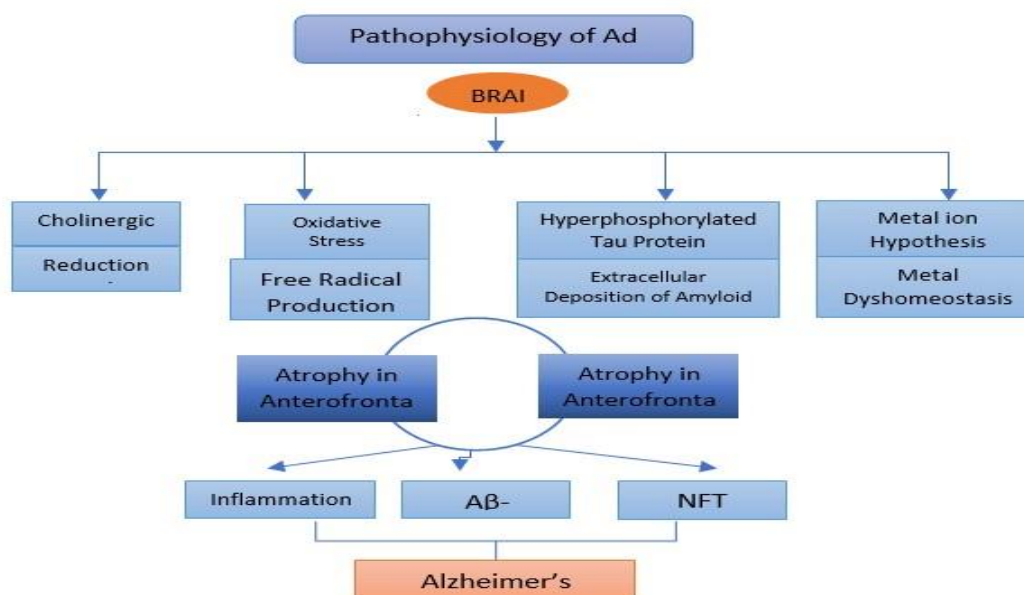 Pathophysiology of Ad
BRAI
Cholinergic
Reduction
Oxidative
Stress
Free Radical
Production
Hyperphosphorylated
Tau Protein
Extracellular
Deposition of Amyloid
Metal ion
Hypothesis
Metal
Dyshomeostasis
Atrophy in
Anterofronta
Atrophy in
Anterofronta
Inflammation
Aβ-
NFT
Alzheimer’s